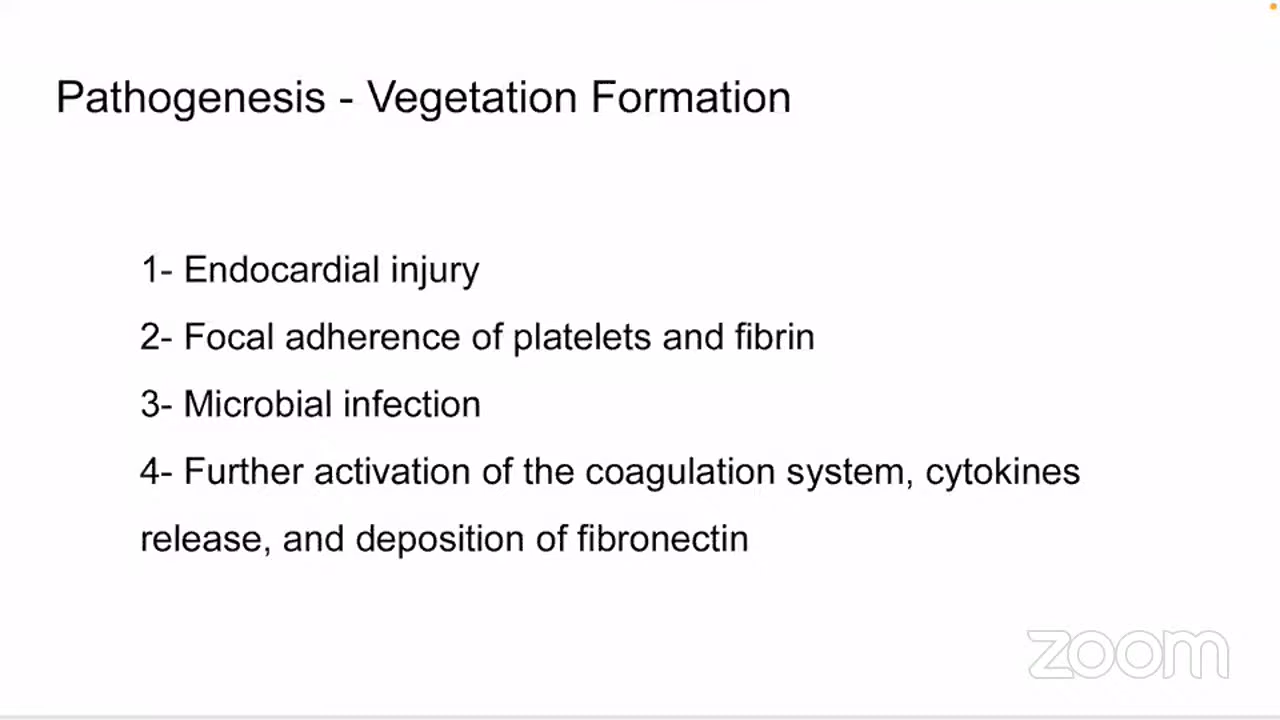 Pathogenesis - Vegetation Formation
1- Endocardial injury
2- Focal adherence of platelets and fibrin
3- Microbial infection
4- Further activation of the coagulation system, cytokines
release, and deposition of fibronectin
zoom